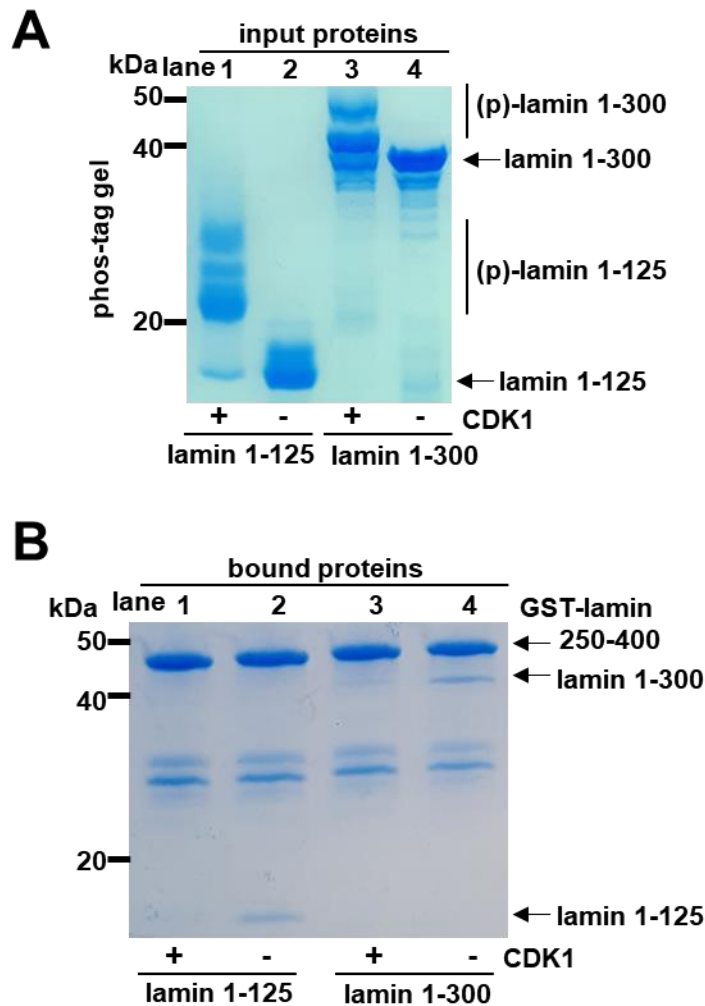 A
input proteins
kDa lane 1 2 3 4
50
(p)-lamin 1-300
40
lamin 1-300
phos-tag gel
(p)-lamin 1-125
20
lamin 1-125
+ - + - CDK1
lamin 1-125 lamin 1-300
B
bound proteins
kDa lane 1 2 3 4 GST-lamin
50 250-400
lamin 1-300
40
20
lamin 1-125
+ - + - CDK1
lamin 1-125 lamin 1-300